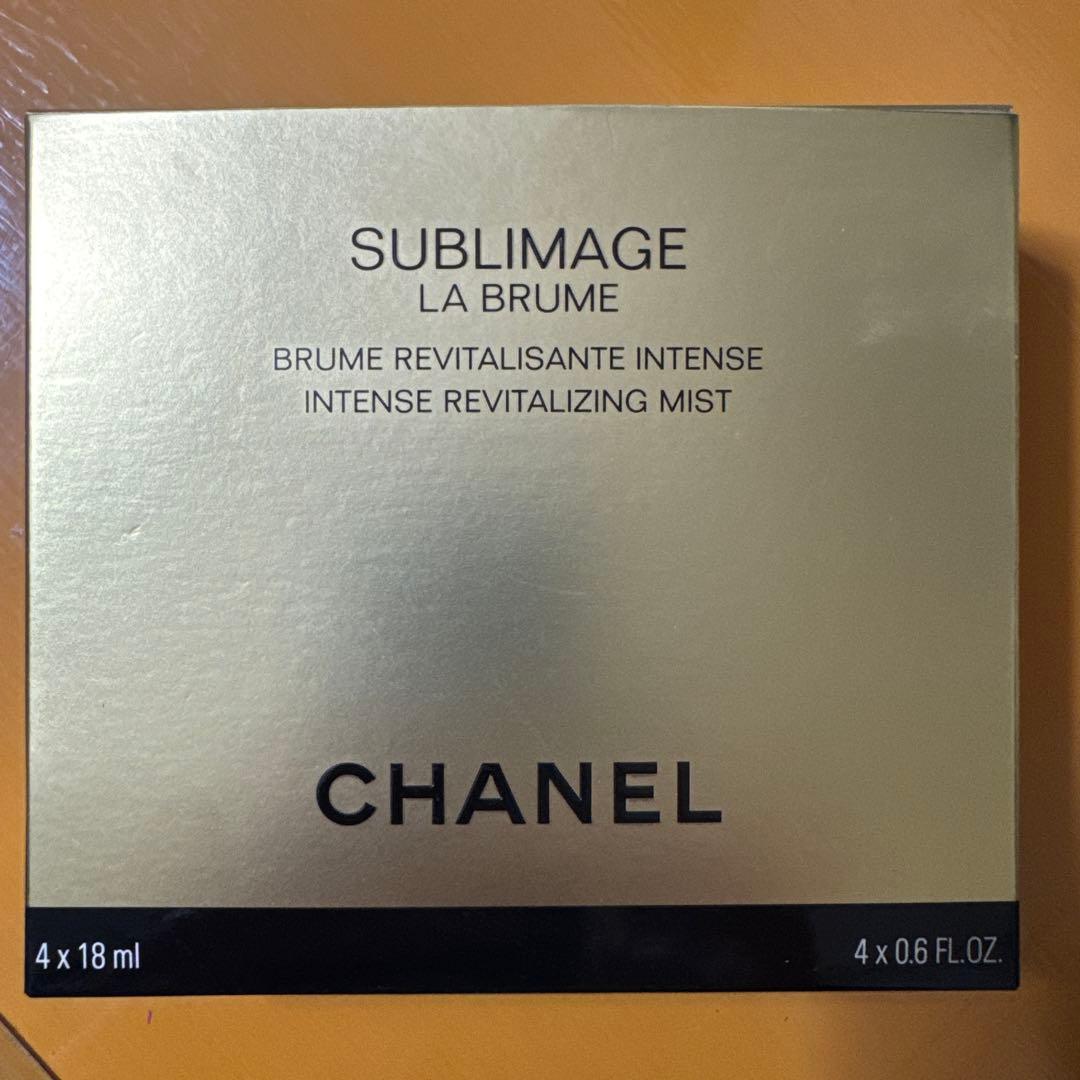 SUBLIMAGE
LA BRUME
BRUME REVITALISANTE INTENSE
INTENSE REVITALIZING MIST
CHANEL
4 x 18 ml
4 x 0.6 FL.OZ.